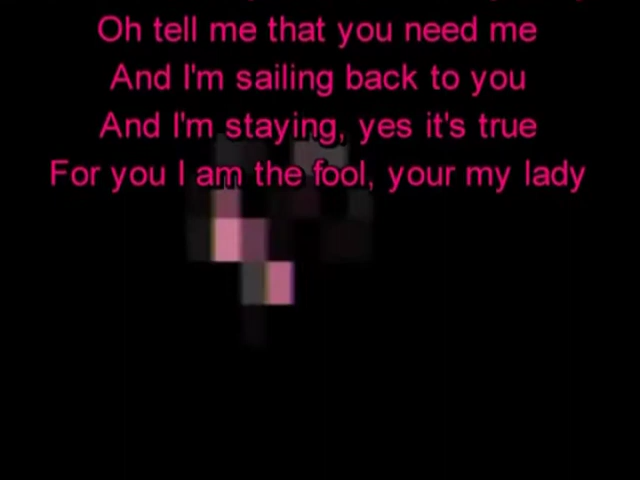 Oh tell me that you need me
And I'm sailing back to you
And I'm staying, yes it's true
For you I am the fool, your my lady